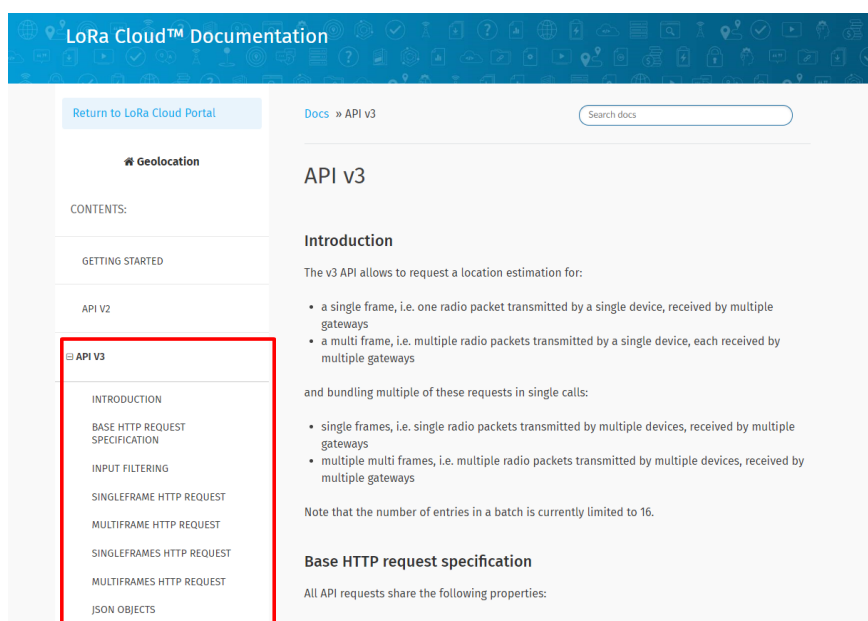 LoRa Cloud™ Documentation
Return to LoRa Cloud Portal
Geolocation
CONTENTS:
GETTING STARTED
API V2
API V3
INTRODUCTION
BASE HTTP REQUEST
SPECIFICATION
INPUT FILTERING
SINGLEFRAME HTTP REQUEST
MULTIFRAME HTTP REQUEST
SINGLEFRAMES HTTP REQUEST
MULTIFRAMES HTTP REQUEST
JSON OBJECTS
Docs » API v3
Search docs
API v3
Introduction
The v3 API allows to request a location estimation for:
• a single frame, i.e. one radio packet transmitted by a single device, received by multiple
gateways
• a multi frame, i.e. multiple radio packets transmitted by a single device, each received by
multiple gateways
and bundling multiple of these requests in single calls:
• single frames, i.e. single radio packets transmitted by multiple devices, received by multiple
gateways
• multiple multi frames, i.e. multiple radio packets transmitted by multiple devices, received by
multiple gateways
Note that the number of entries in a batch is currently limited to 16.
Base HTTP request specification
All API requests share the following properties: